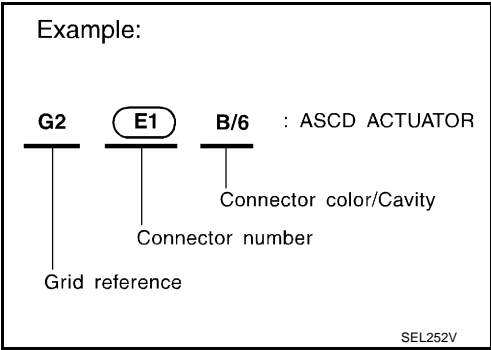 Example:
G2 E1 B/6 : ASCD ACTUATOR
Connector color/Cavity
Connector number
Grid reference
SEL252V